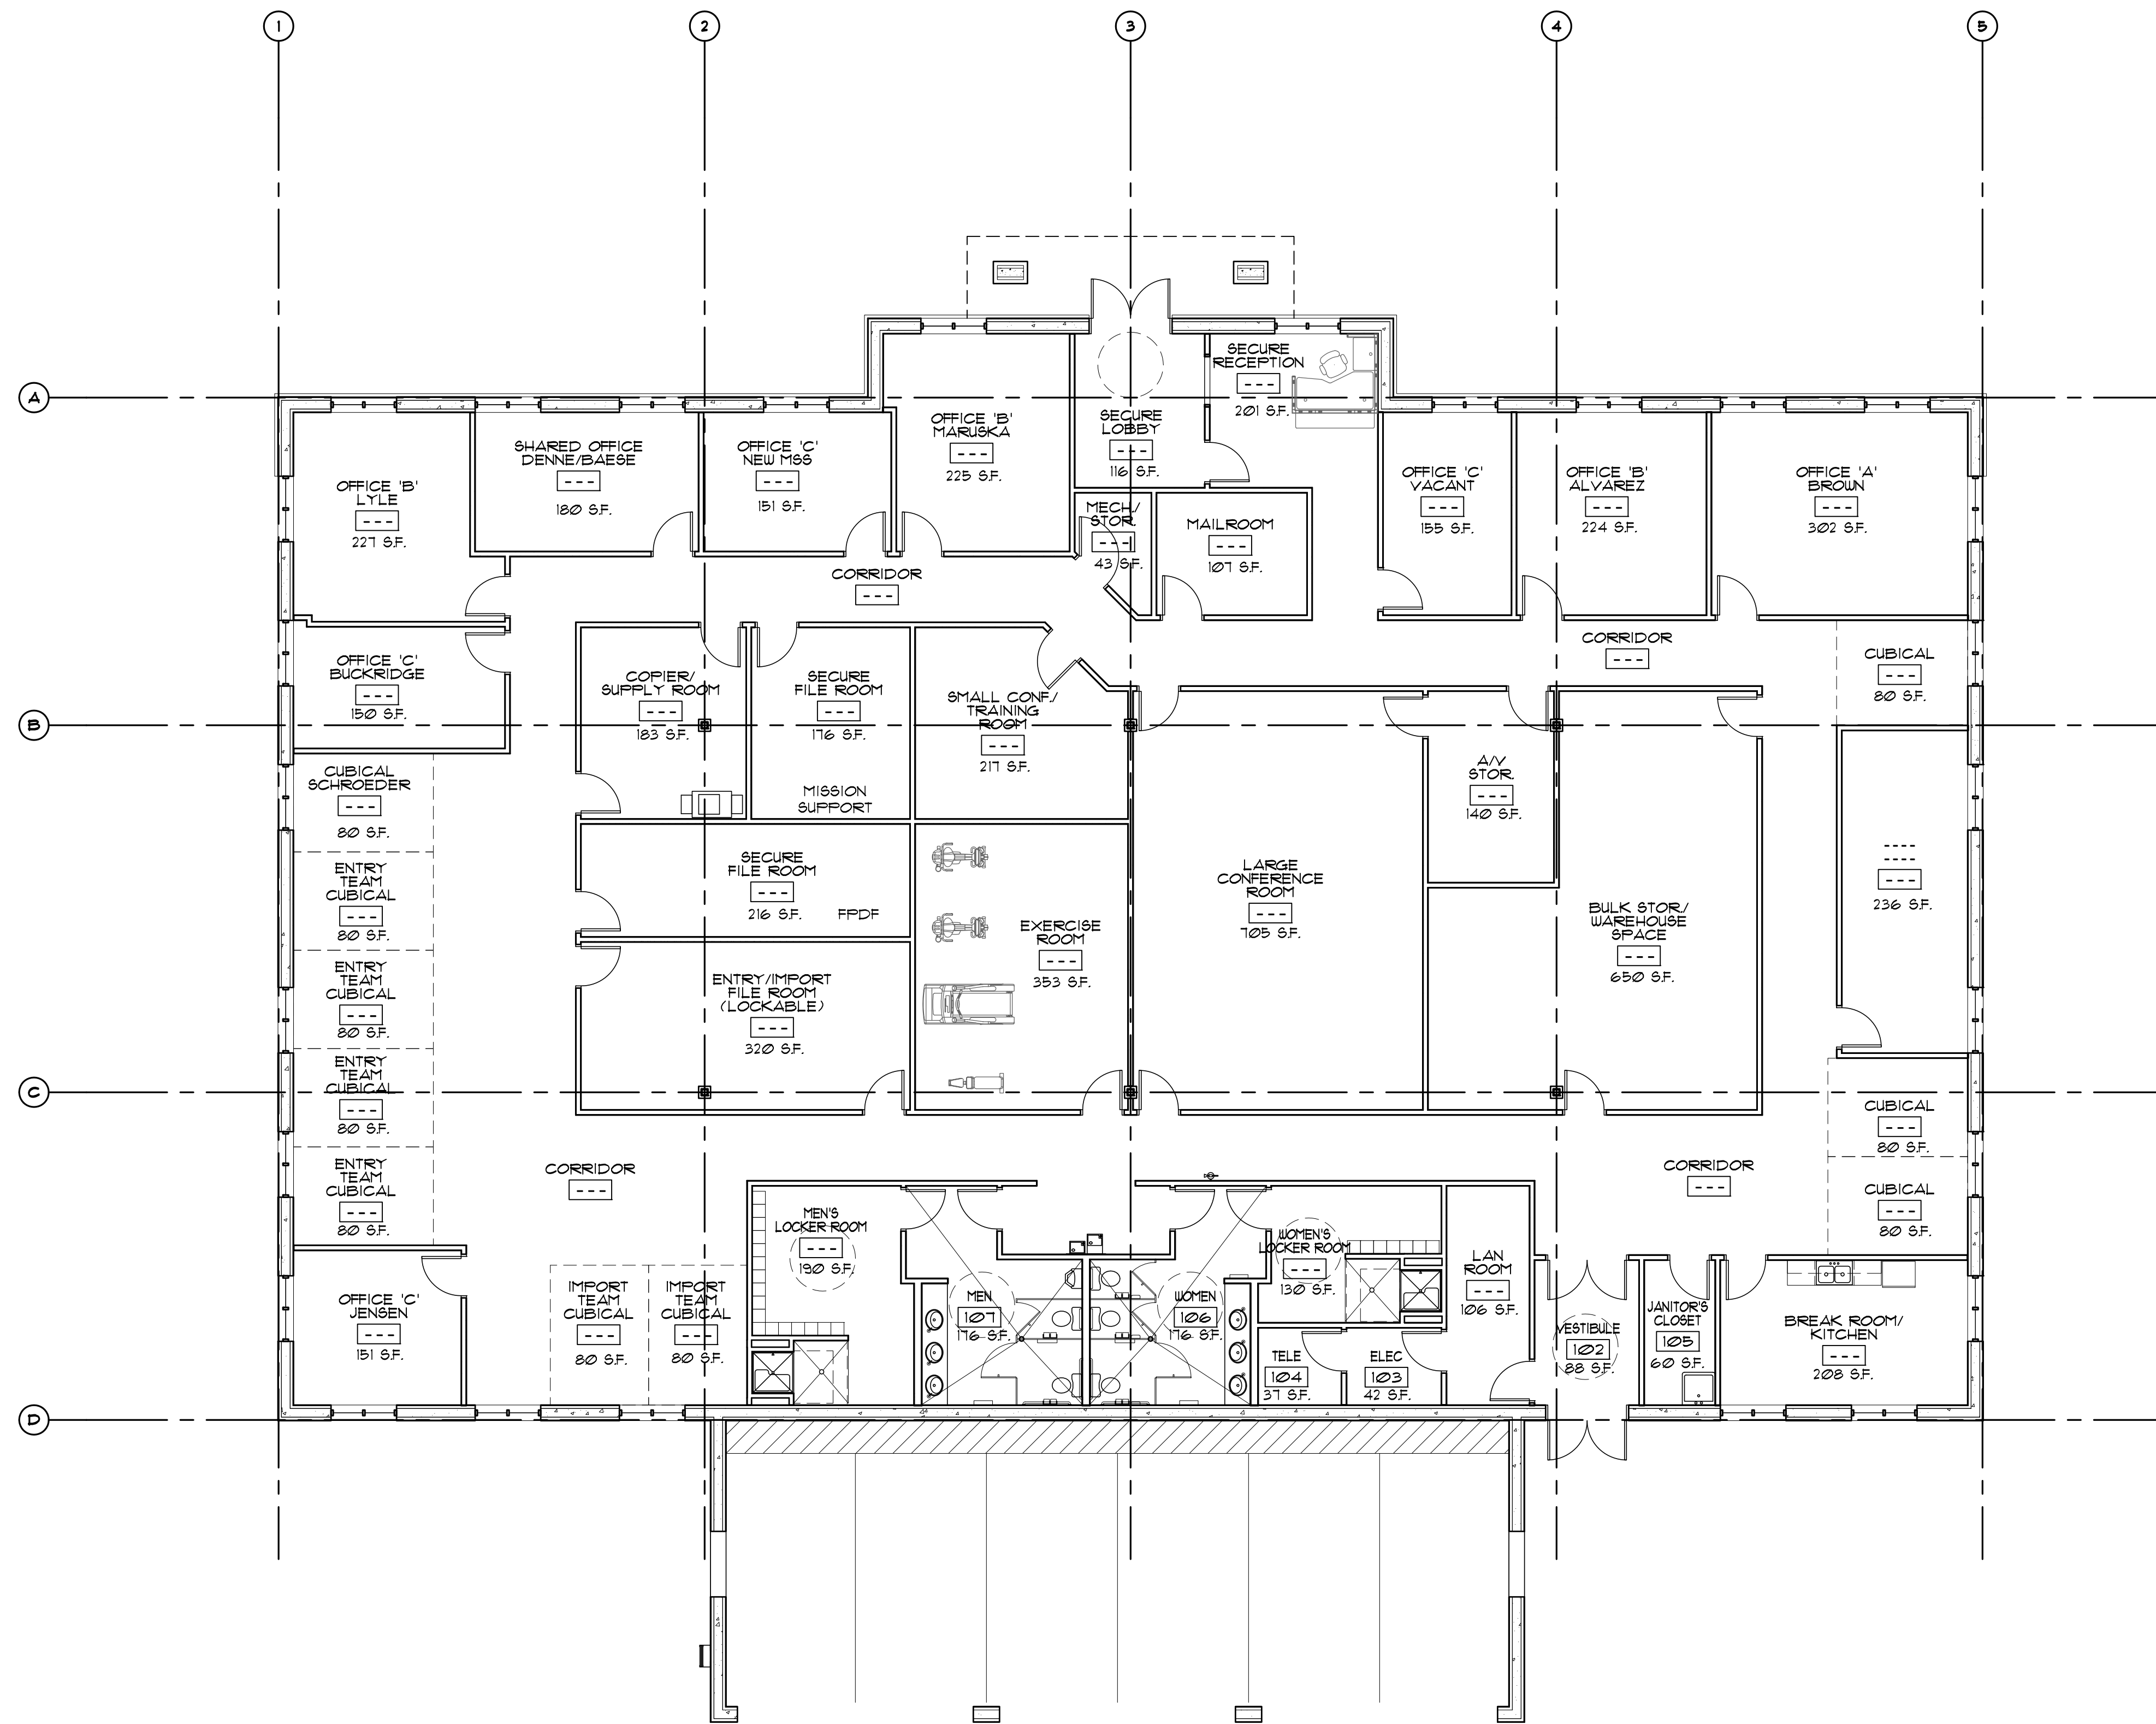 1
2
3
4
5
A
B
C
D
OFFICE 'B'
LYLE
---
227 S.F.
SHARED OFFICE
DENNE/BAESE
---
180 S.F.
OFFICE 'C'
NEW MSS
---
151 S.F.
OFFICE 'B'
MARUSKA
---
225 S.F.
SECURE
LOBBY
---
116 S.F.
SECURE
RECEPTION
---
201 S.F.
MECH./
STOR.
---
43 S.F.
MAILROOM
---
107 S.F.
OFFICE 'C'
VACANT
---
155 S.F.
OFFICE 'B'
ALVAREZ
---
224 S.F.
OFFICE 'A'
BROWN
---
302 S.F.
CORRIDOR
---
CORRIDOR
---
CUBICAL
---
80 S.F.
OFFICE 'C'
BUCKRIDGE
---
150 S.F.
COPIER/
SUPPLY ROOM
---
183 S.F.
SECURE
FILE ROOM
---
176 S.F.
MISSION
SUPPORT
SMALL CONF./
TRAINING
ROOM
---
217 S.F.
A/V
STOR.
---
140 S.F.
CUBICAL
SCHROEDER
---
80 S.F.
ENTRY
TEAM
CUBICAL
---
80 S.F.
ENTRY
TEAM
CUBICAL
---
80 S.F.
ENTRY
TEAM
CUBICAL
---
80 S.F.
ENTRY
TEAM
CUBICAL
---
80 S.F.
SECURE
FILE ROOM
---
216 S.F.
FPDF
ENTRY/IMPORT
FILE ROOM
(LOCKABLE)
---
320 S.F.
EXERCISE
ROOM
---
353 S.F.
LARGE
CONFERENCE
ROOM
---
705 S.F.
BULK STOR./
WAREHOUSE
SPACE
---
650 S.F.
----
----
---
236 S.F.
CUBICAL
---
80 S.F.
CUBICAL
---
80 S.F.
CORRIDOR
---
CORRIDOR
---
OFFICE 'C'
JENSEN
---
151 S.F.
IMPORT
TEAM
CUBICAL
---
80 S.F.
IMPORT
TEAM
CUBICAL
---
80 S.F.
MEN'S
LOCKER ROOM
---
190 S.F.
MEN
107
176 S.F.
WOMEN
106
176 S.F.
WOMEN'S
LOCKER ROOM
---
130 S.F.
TELE
104
37 S.F.
ELEC
103
42 S.F.
LAN
ROOM
---
106 S.F.
VESTIBULE
102
88 S.F.
JANITOR'S
CLOSET
105
60 S.F.
BREAK ROOM/
KITCHEN
---
208 S.F.